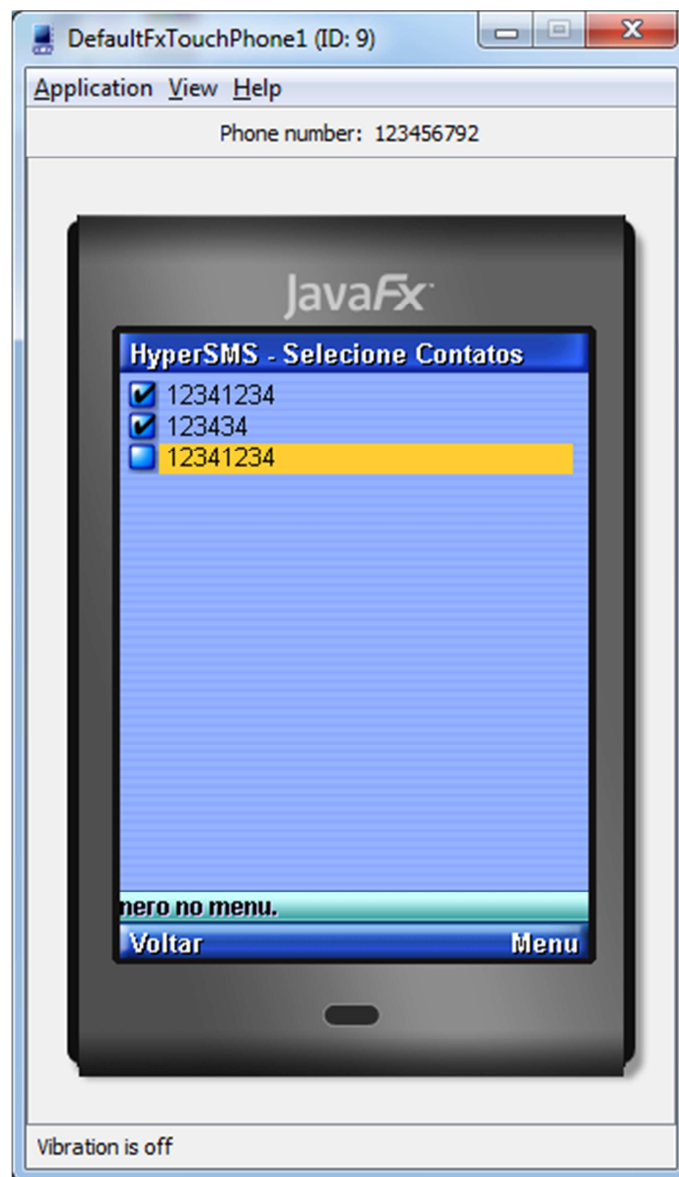 DefaultFxTouchPhone1 (ID: 9)
Application View Help
Phone number: 123456792
JavaFx
HyperSMS - Selecione Contatos
12341234
123434
12341234
nero no menu.
Voltar Menu
Vibration is off